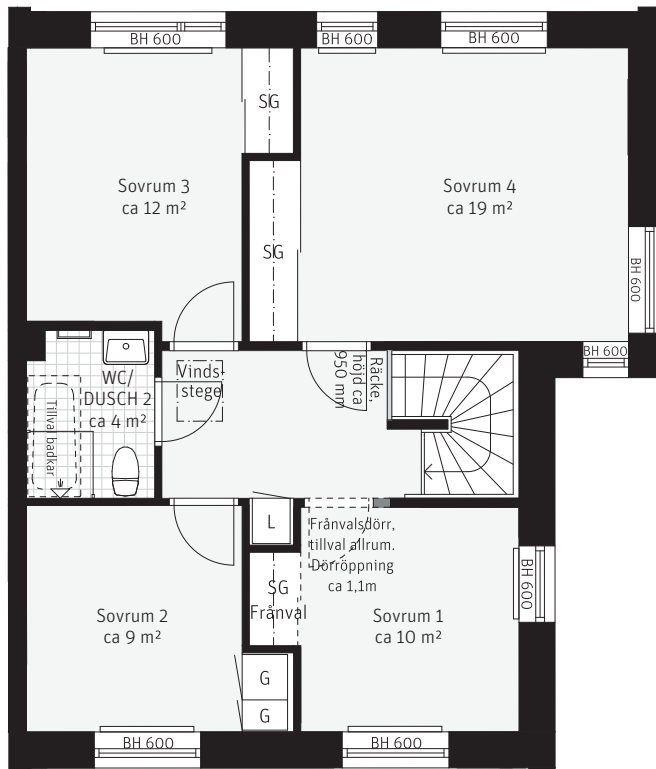 BH 600
BH 600
BH 600
SG
Sovrum 3
ca 12 m²
Sovrum 4
ca 19 m²
SG
BH 600
BH 600
WC/
DUSCH 2
ca 4 m²
Tillval badkar
Vinds-
stege
Räcke,
höjd ca
950 mm
L
Frånvalsdörr,
tillval allrum.
Dörröppning
ca 1,1m
SG
Frånval
BH 600
Sovrum 2
ca 9 m²
Sovrum 1
ca 10 m²
G
G
BH 600
BH 600